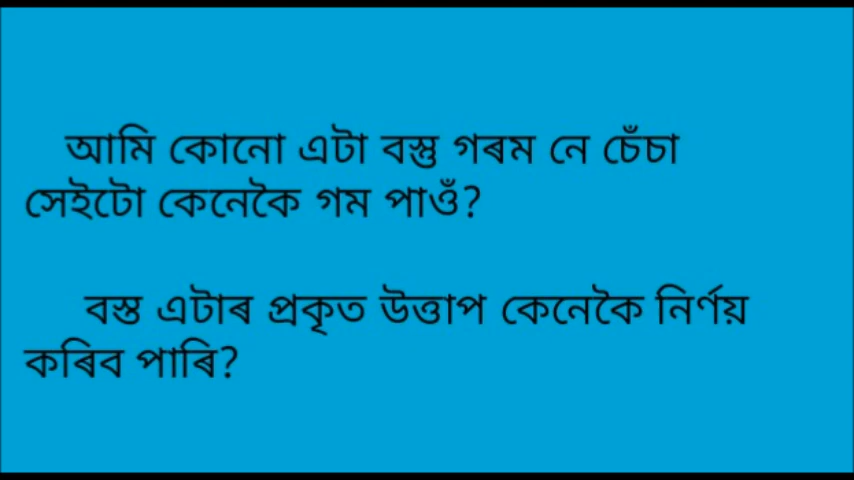 আমি কোনো এটা বস্তু গৰম নে চেঁচা
সেইটো কেনেকৈ গম পাওঁ?
বস্ত এটাৰ প্ৰকৃত উত্তাপ কেনেকৈ নিৰ্ণয়
কৰিব পাৰি?